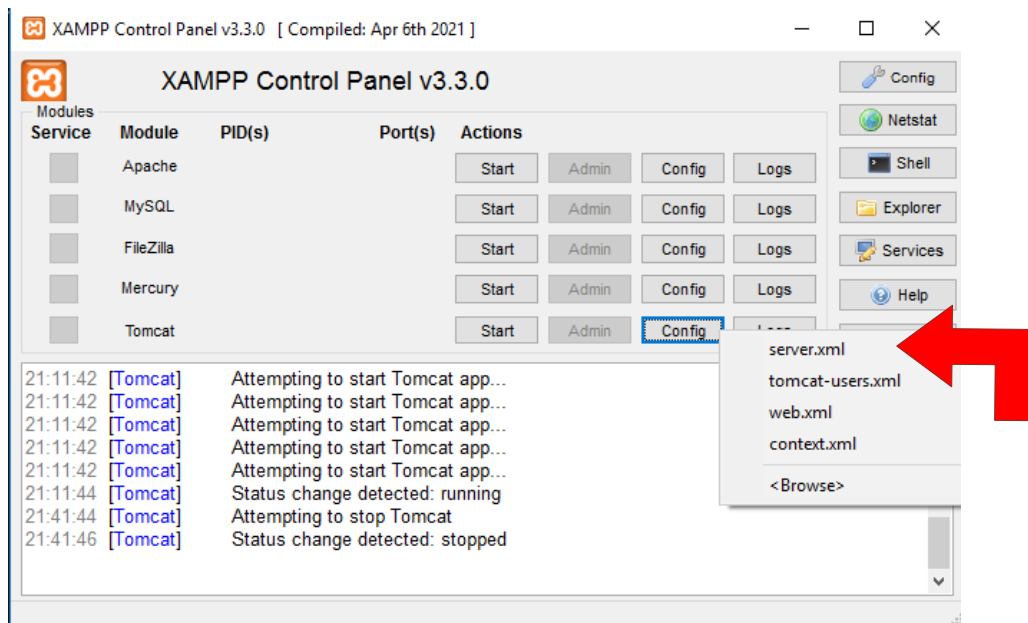 XAMPP Control Panel v3.3.0 [ Compiled: Apr 6th 2021 ]
XAMPP Control Panel v3.3.0
Config
Modules
Service Module PID(s) Port(s) Actions
Netstat
Apache Start Admin Config Logs
Shell
MySQL Start Admin Config Logs
Explorer
FileZilla Start Admin Config Logs
Services
Mercury Start Admin Config Logs
Help
Tomcat Start Admin Config
server.xml
tomcat-users.xml
web.xml
context.xml
<Browse>
21:11:42 [Tomcat] Attempting to start Tomcat app...
21:11:42 [Tomcat] Attempting to start Tomcat app...
21:11:42 [Tomcat] Attempting to start Tomcat app...
21:11:42 [Tomcat] Attempting to start Tomcat app...
21:11:42 [Tomcat] Attempting to start Tomcat app...
21:11:44 [Tomcat] Status change detected: running
21:41:44 [Tomcat] Attempting to stop Tomcat
21:41:46 [Tomcat] Status change detected: stopped